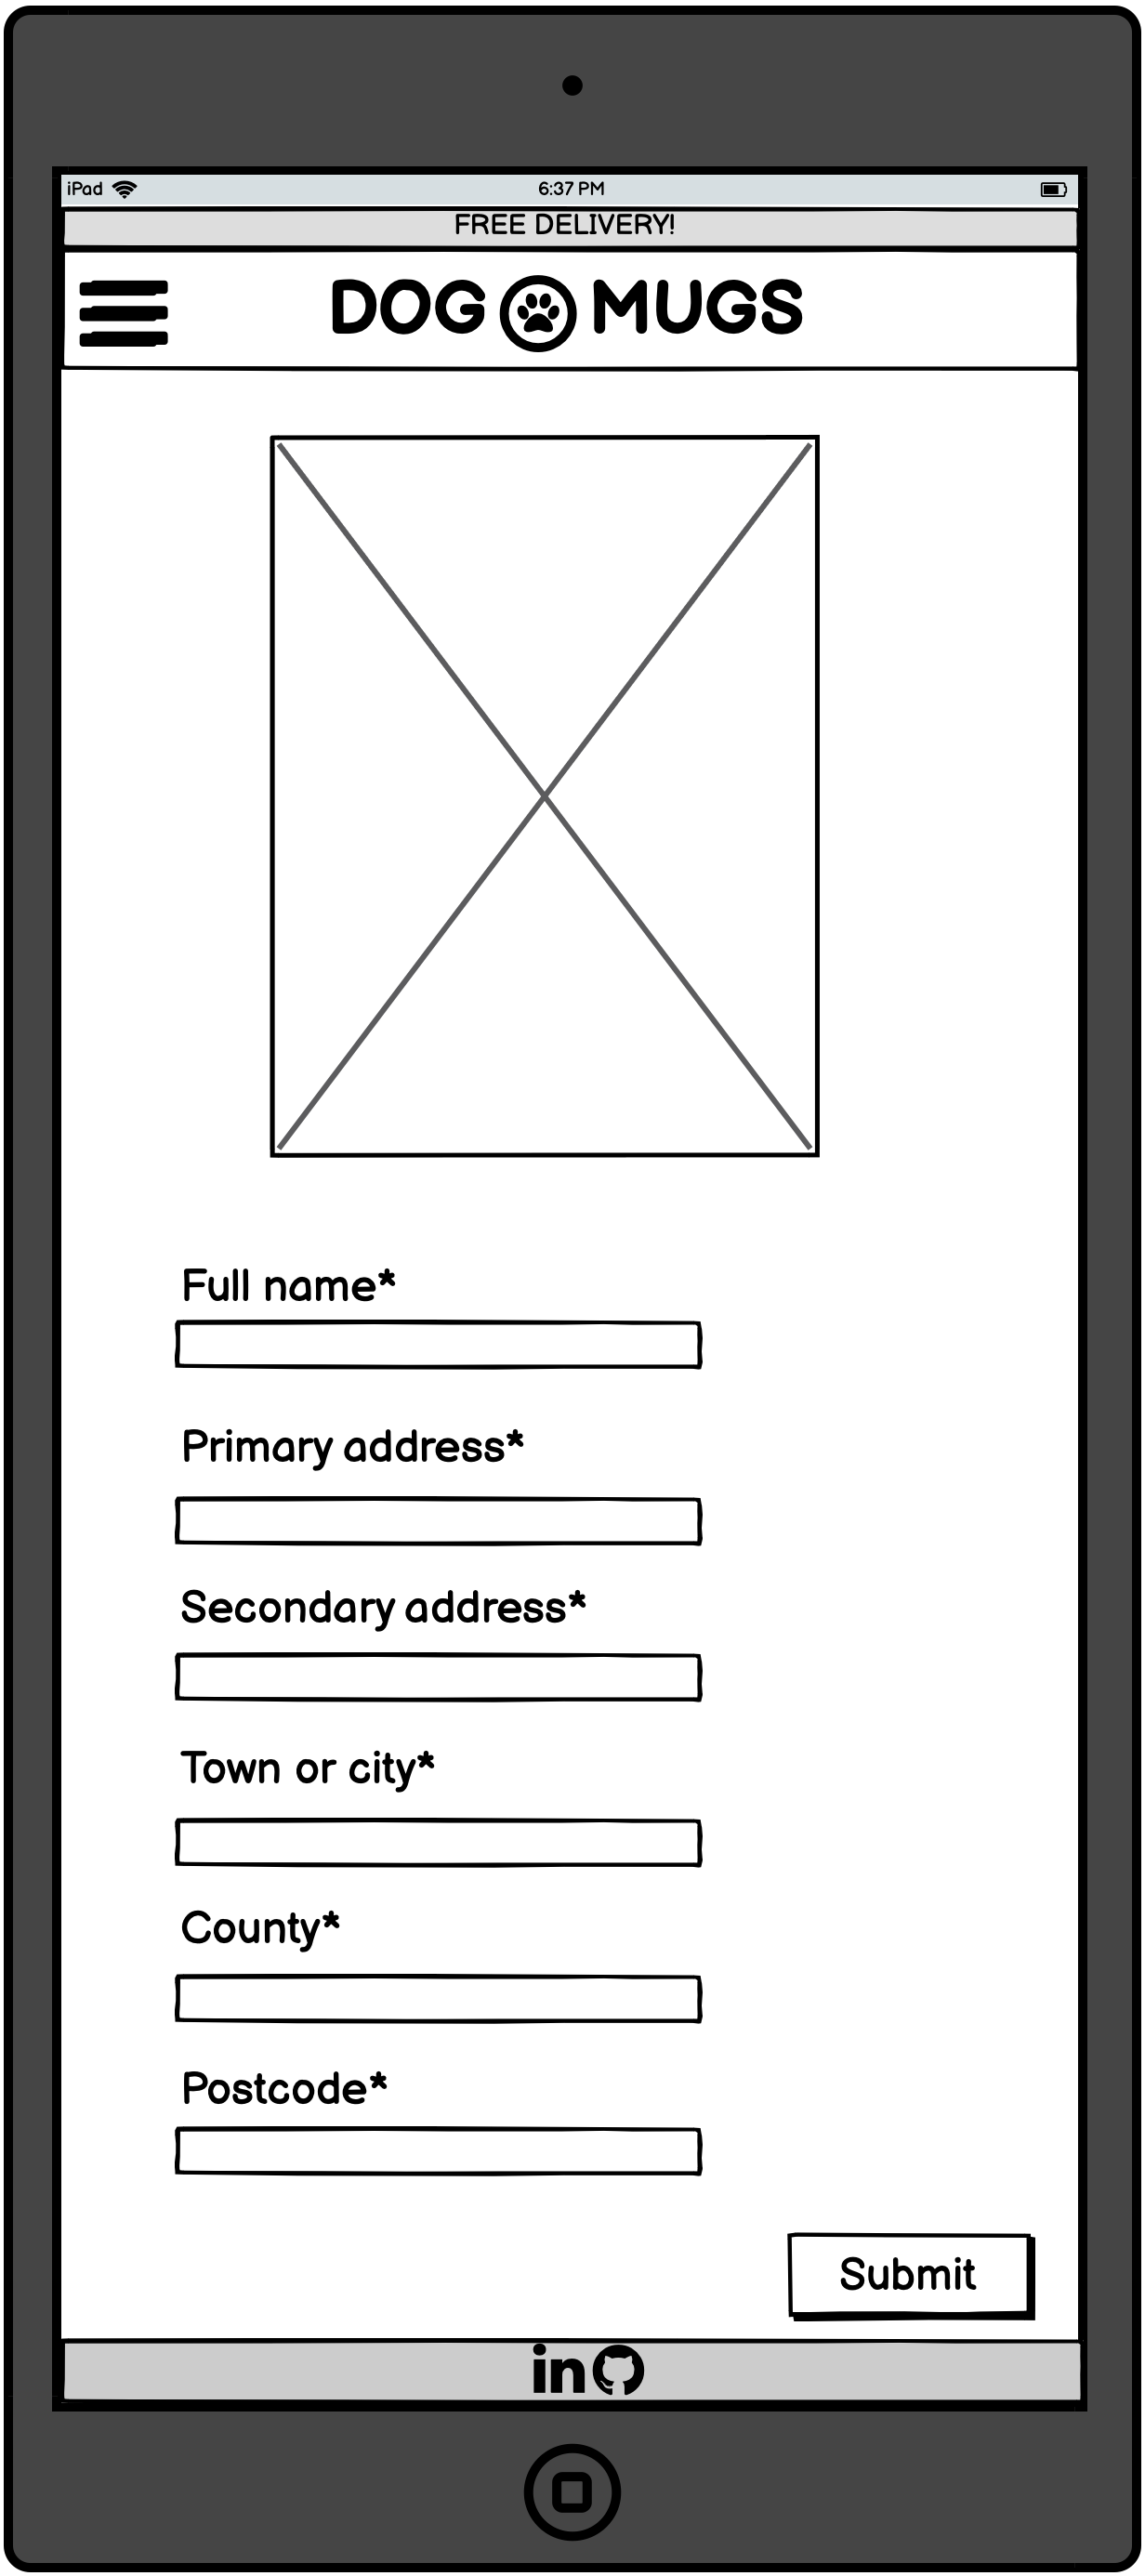 iPad 6:37 PM
FREE DELIVERY!
DOG MUGS
Full name*
Primary address*
Secondary address*
Town or city*
County*
Postcode*
Submit
in